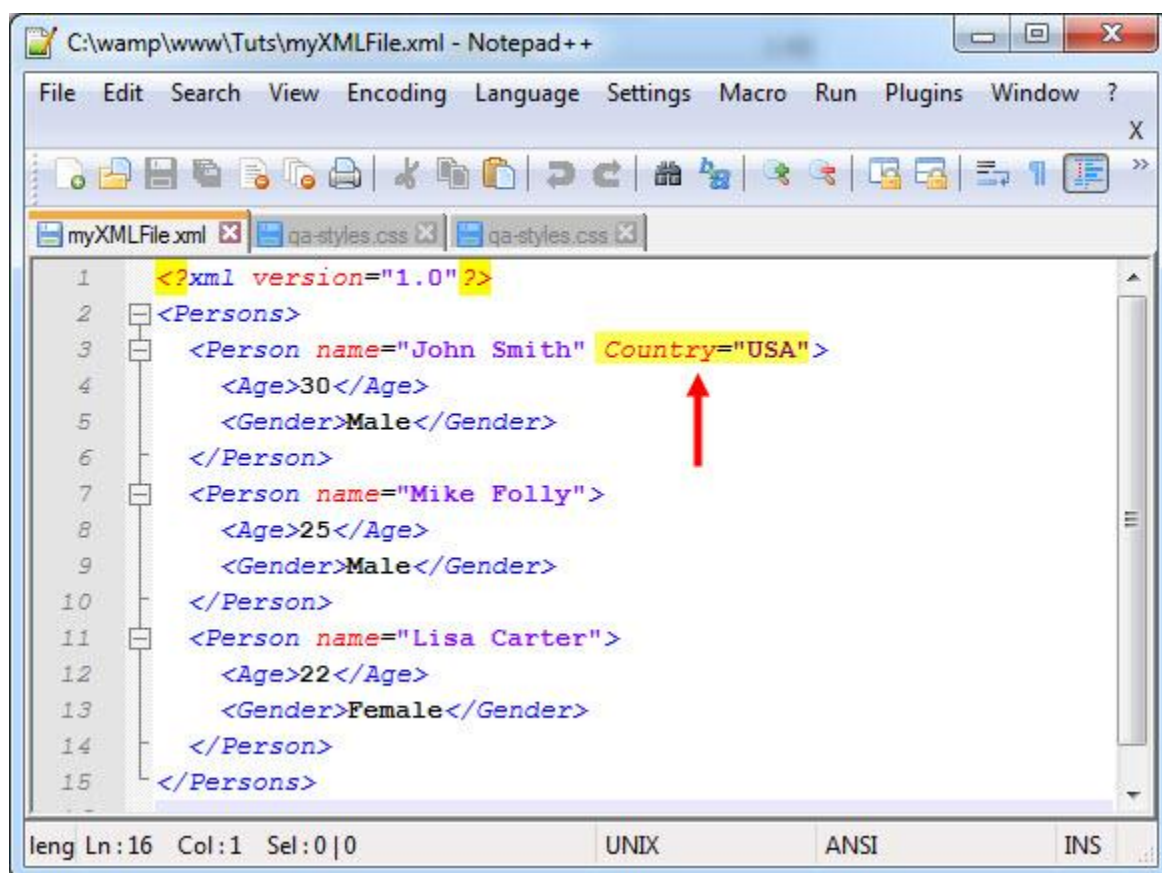 C:\wamp\www\Tuts\myXMLFile.xml - Notepad++
File Edit Search View Encoding Language Settings Macro Run Plugins Window ?
X
myXMLFile.xml qa-styles.css qa-styles.css
1 <?xml version="1.0"?>
2 <Persons>
3 <Person name="John Smith" Country="USA">
4 <Age>30</Age>
5 <Gender>Male</Gender>
6 </Person>
7 <Person name="Mike Folly">
8 <Age>25</Age>
9 <Gender>Male</Gender>
10 </Person>
11 <Person name="Lisa Carter">
12 <Age>22</Age>
13 <Gender>Female</Gender>
14 </Person>
15 </Persons>
leng Ln:16 Col:1 Sel:0|0 UNIX ANSI INS